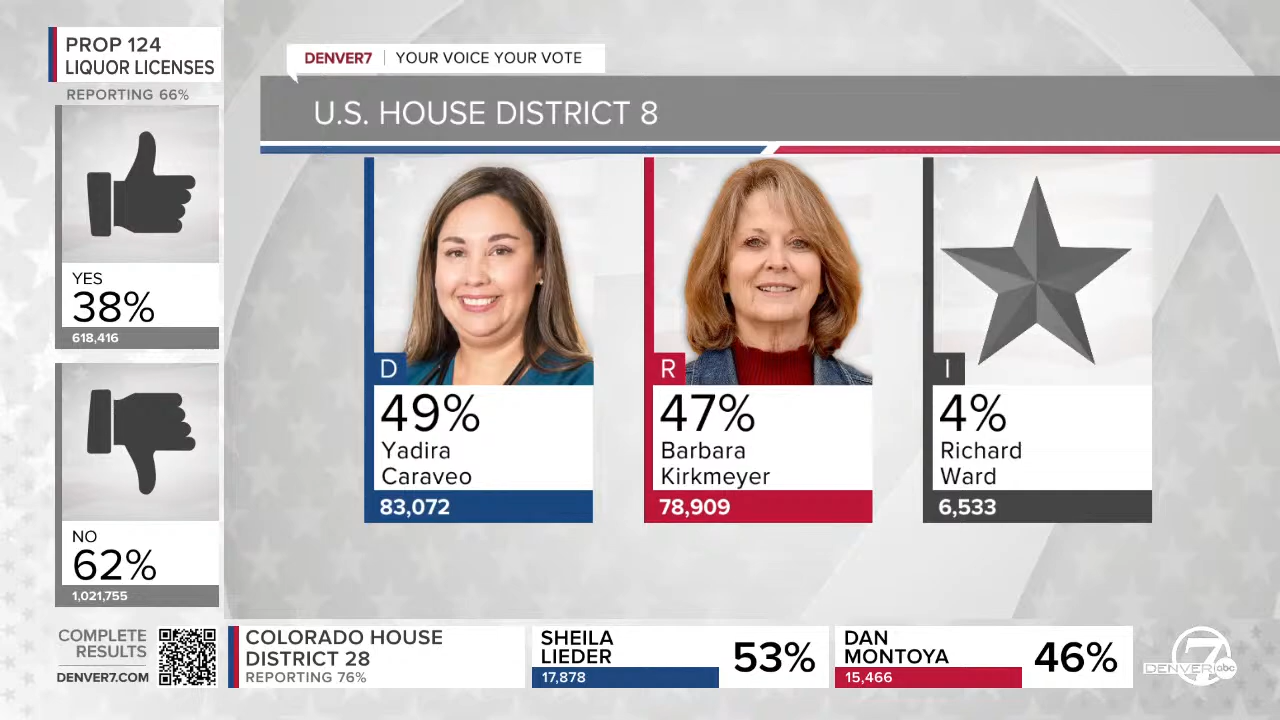 PROP 124
LIQUOR LICENSES
REPORTING 66%
YES
38%
618,416
NO
62%
1,021,755
DENVER7 | YOUR VOICE YOUR VOTE
U.S. HOUSE DISTRICT 8
D
49%
Yadira
Caraveo
83,072
R
47%
Barbara
Kirkmeyer
78,909
I
4%
Richard
Ward
6,533
COMPLETE
RESULTS
DENVER7.COM
COLORADO HOUSE
DISTRICT 28
REPORTING 76%
SHEILA
LIEDER
17,878
53%
DAN
MONTOYA
15,466
46%
7
DENVER abc